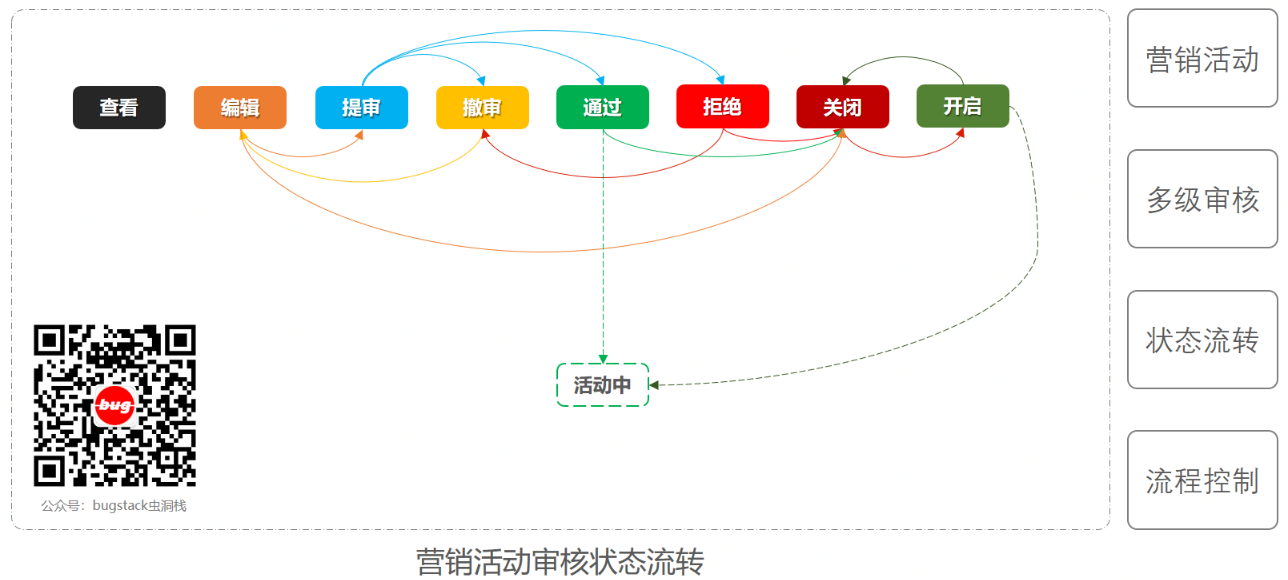 查看
编辑
提审
撤审
通过
拒绝
关闭
开启
活动中
bug
公众号：bugstack虫洞栈
营销活动审核状态流转
营销活动
多级审核
状态流转
流程控制